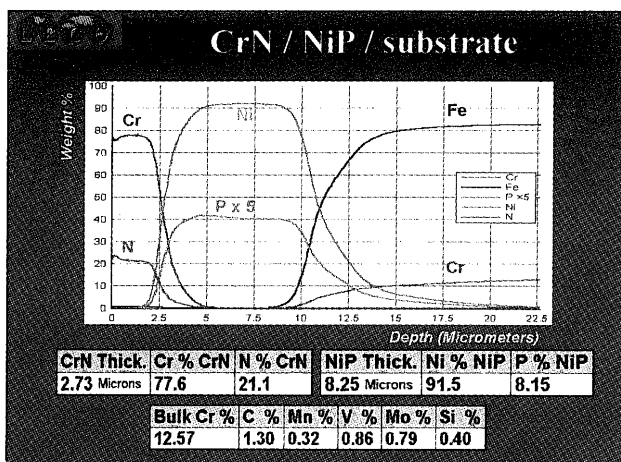 CrN / NiP / substrate
Weight %
100
90
80
70
60
50
40
30
20
10
0
Cr
N
Ni
P x 5
Fe
Cr
Cr
Fe
P x5
Ni
N
0 2.5 5 7.5 10 12.5 15 17.5 20 22.5
Depth (Micrometers)
CrN Thick. Cr % CrN N % CrN NiP Thick. Ni % NiP P % NiP
2.73 Microns 77.6 21.1 8.25 Microns 91.5 8.15
Bulk Cr % C % Mn % V % Mo % Si %
12.57 1.30 0.32 0.86 0.79 0.40